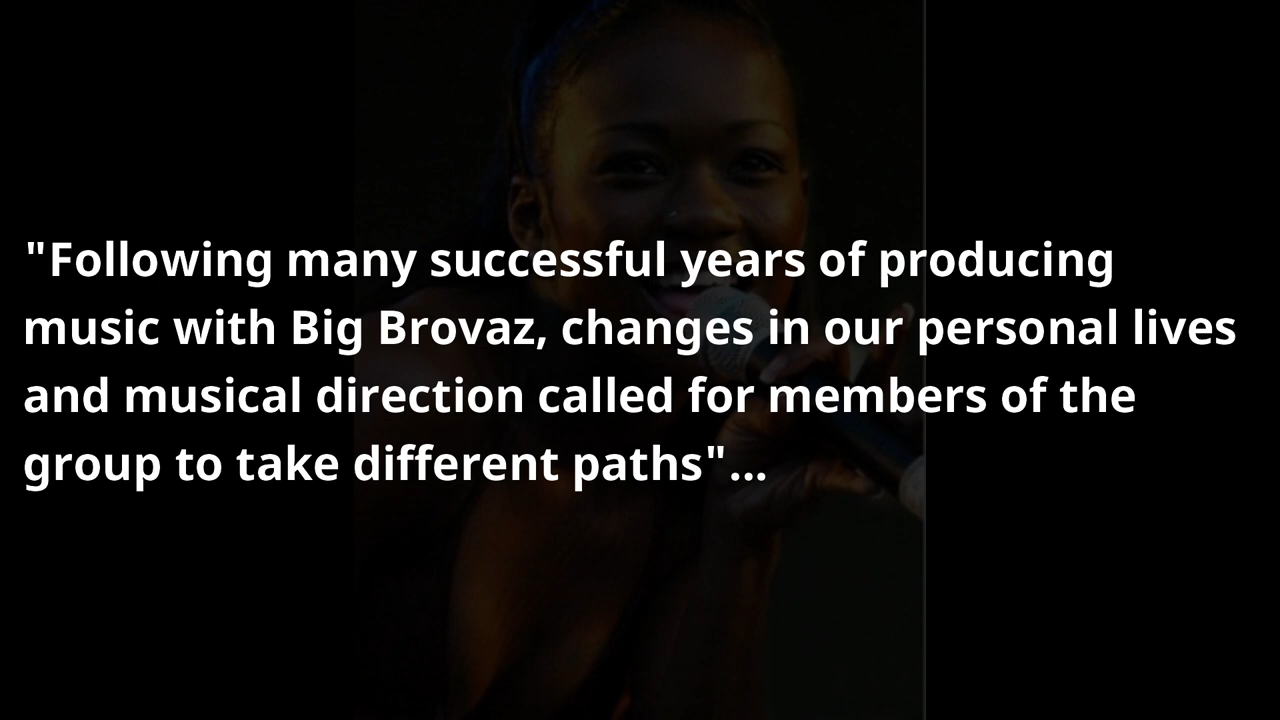 "Following many successful years of producing
music with Big Brovaz, changes in our personal lives
and musical direction called for members of the
group to take different paths"...